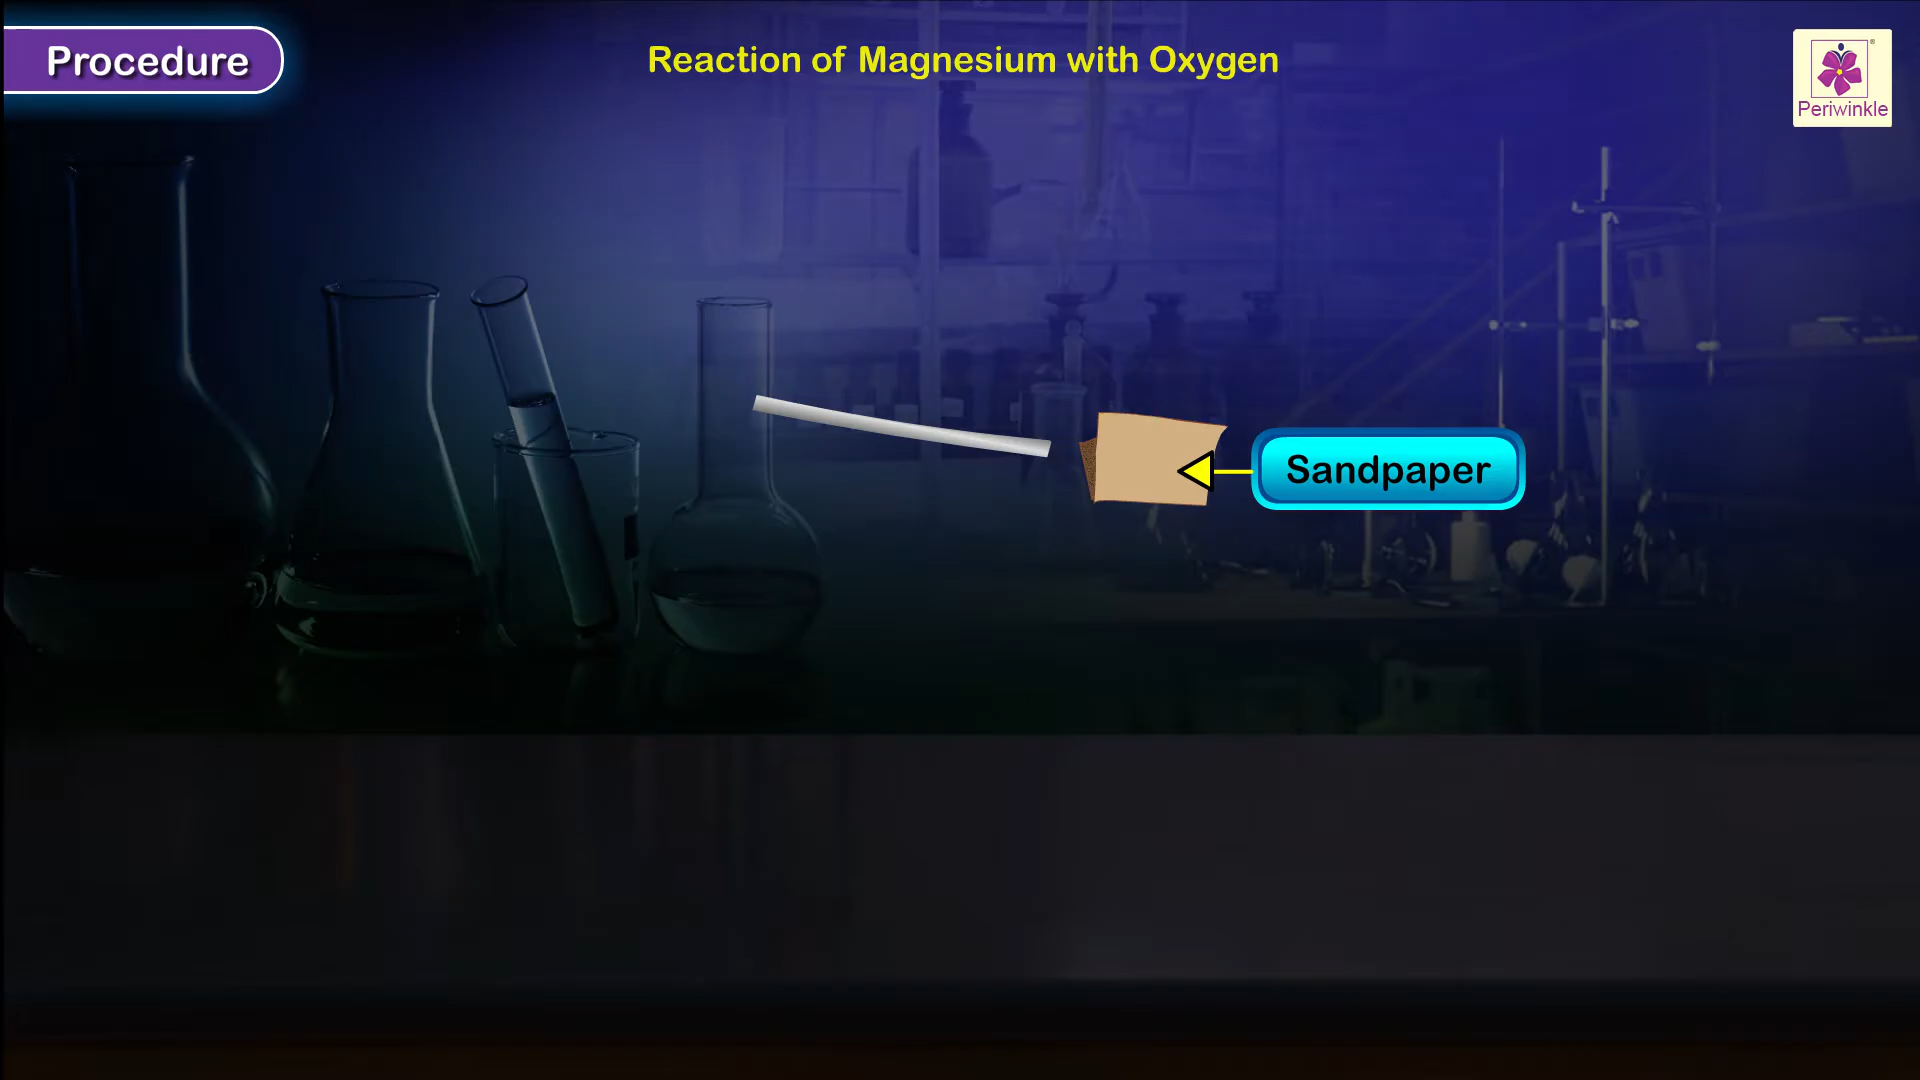 Procedure
Reaction of Magnesium with Oxygen
Periwinkle
Sandpaper